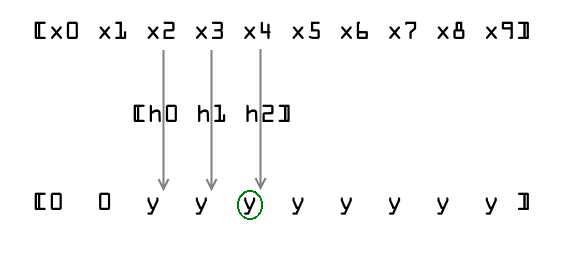 [x0 x1 x2 x3 x4 x5 x6 x7 x8 x9]
[h0 h1 h2]
[0 0 y y y y y y y y ]